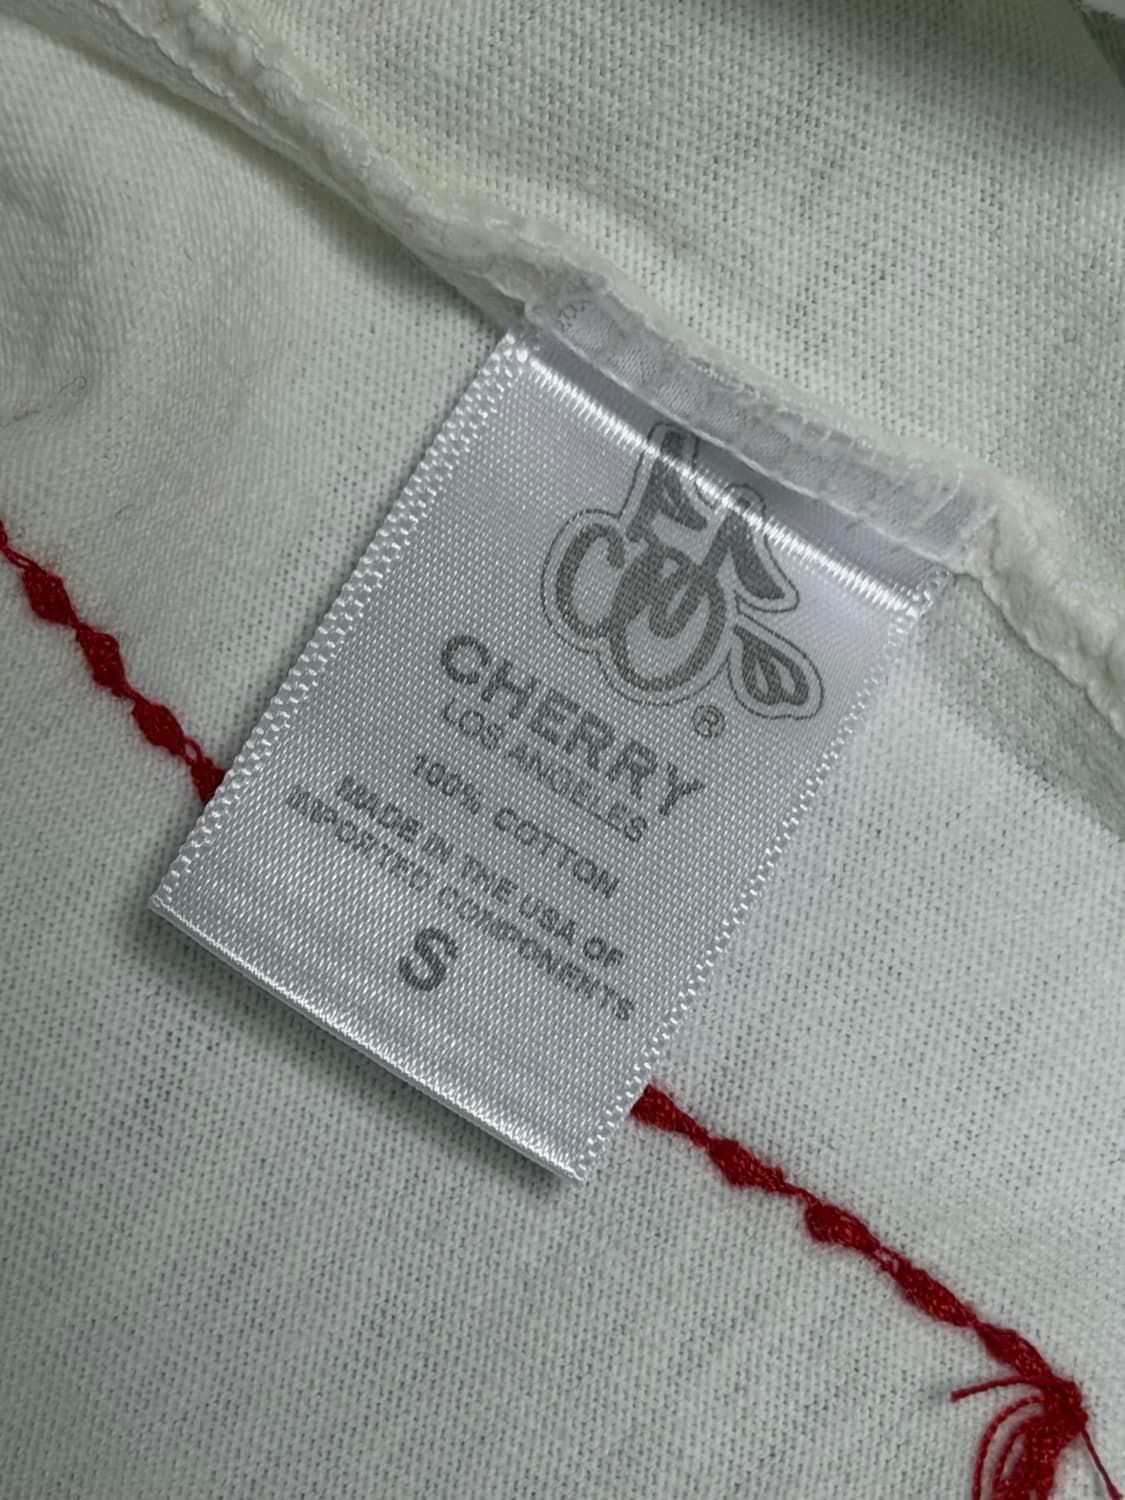 ®
CHERRY
LOS ANGELES
100% COTTON
MADE IN THE USA OF
IMPORTED COMPONENTS
S